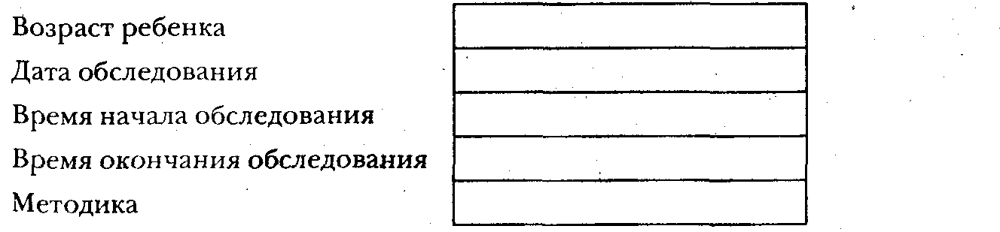 Возраст ребенка
Дата обследования
Время начала обследования
Время окончания обследования
Методика